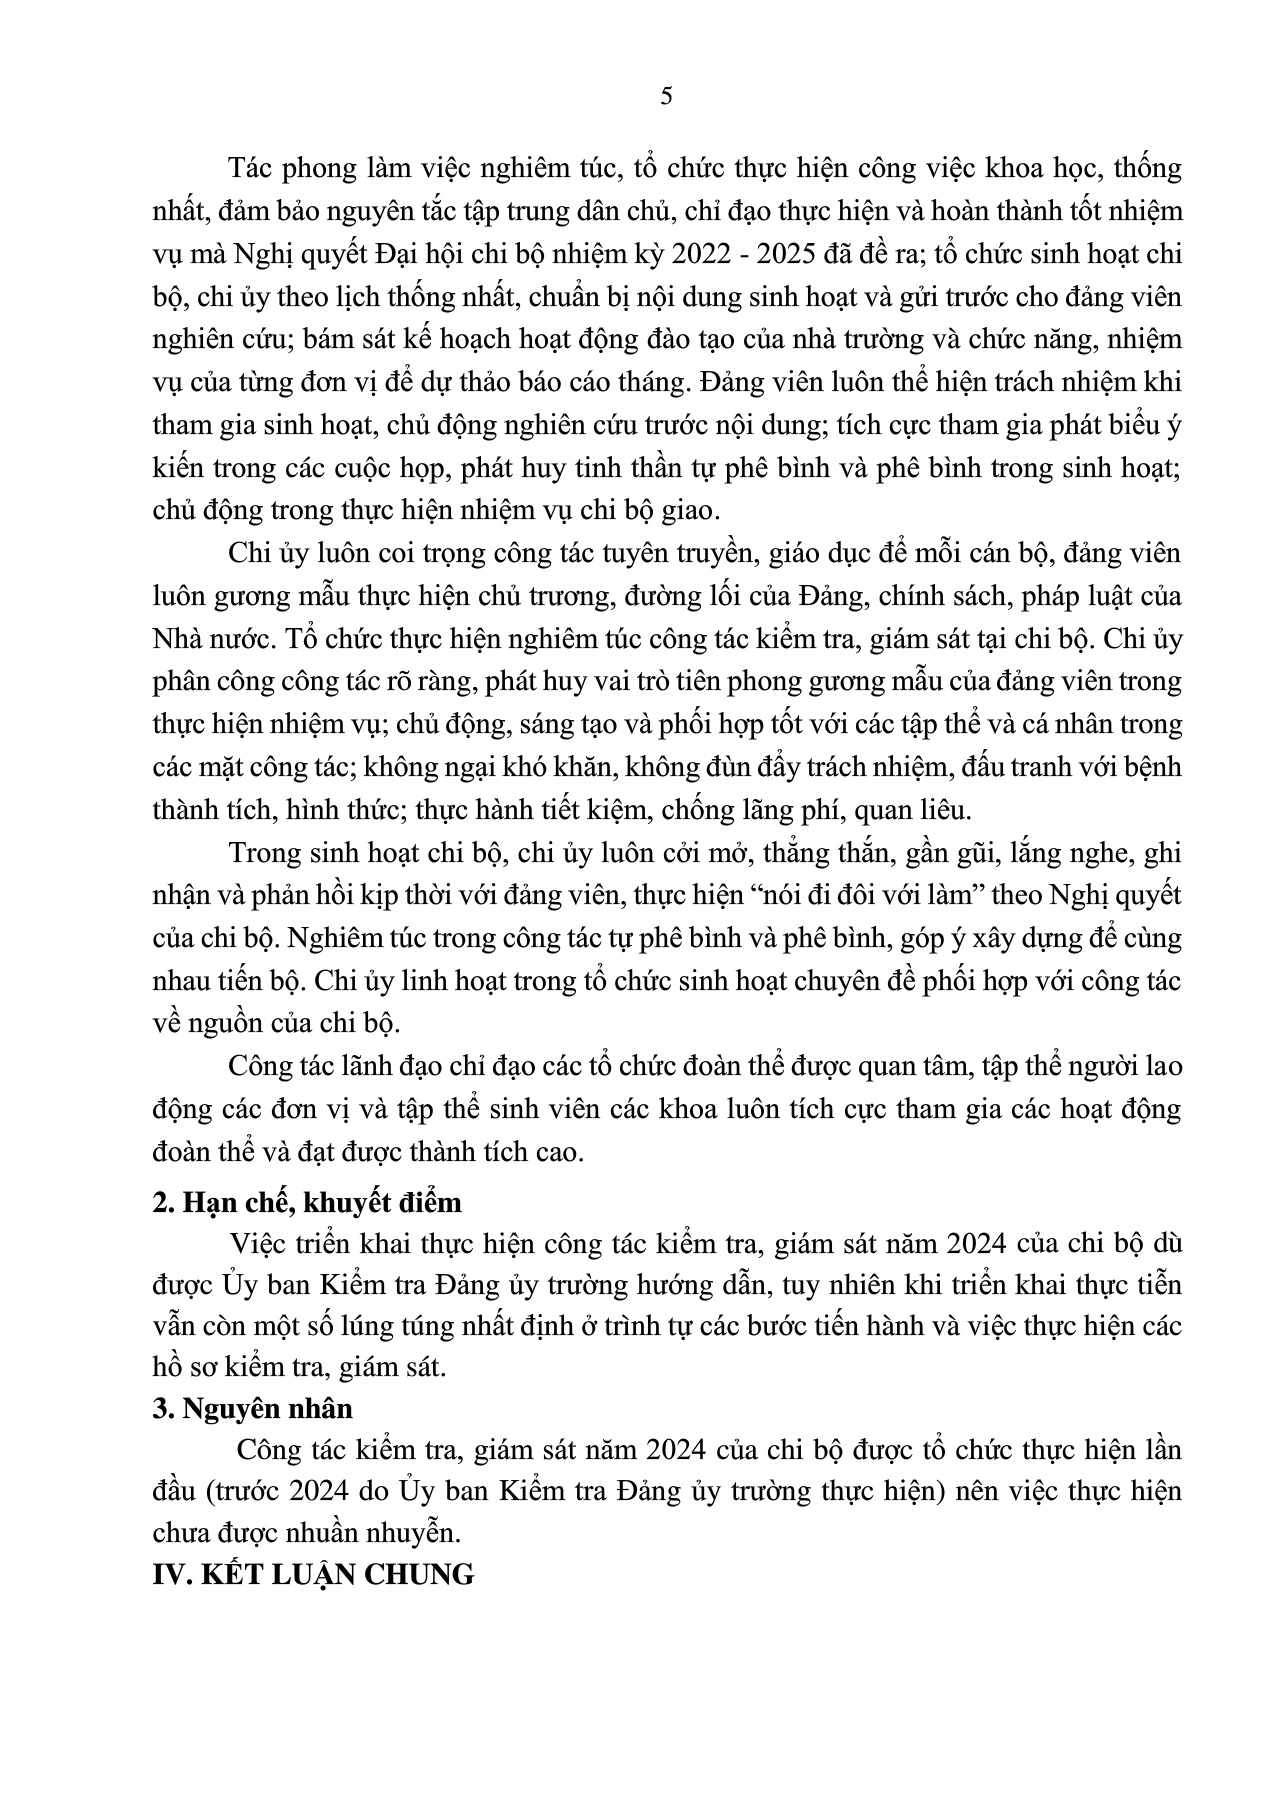 5
Tác phong làm việc nghiêm túc, tổ chức thực hiện công việc khoa học, thống
nhất, đảm bảo nguyên tắc tập trung dân chủ, chỉ đạo thực hiện và hoàn thành tốt nhiệm
vụ mà Nghị quyết Đại hội chi bộ nhiệm kỳ 2022 - 2025 đã đề ra; tổ chức sinh hoạt chi
bộ, chi ủy theo lịch thống nhất, chuẩn bị nội dung sinh hoạt và gửi trước cho đảng viên
nghiên cứu; bám sát kế hoạch hoạt động đào tạo của nhà trường và chức năng, nhiệm
vụ của từng đơn vị để dự thảo báo cáo tháng. Đảng viên luôn thể hiện trách nhiệm khi
tham gia sinh hoạt, chủ động nghiên cứu trước nội dung; tích cực tham gia phát biểu ý
kiến trong các cuộc họp, phát huy tinh thần tự phê bình và phê bình trong sinh hoạt;
chủ động trong thực hiện nhiệm vụ chi bộ giao.
Chi ủy luôn coi trọng công tác tuyên truyền, giáo dục để mỗi cán bộ, đảng viên
luôn gương mẫu thực hiện chủ trương, đường lối của Đảng, chính sách, pháp luật của
Nhà nước. Tổ chức thực hiện nghiêm túc công tác kiểm tra, giám sát tại chi bộ. Chi ủy
phân công công tác rõ ràng, phát huy vai trò tiên phong gương mẫu của đảng viên trong
thực hiện nhiệm vụ; chủ động, sáng tạo và phối hợp tốt với các tập thể và cá nhân trong
các mặt công tác; không ngại khó khăn, không đùn đẩy trách nhiệm, đấu tranh với bệnh
thành tích, hình thức; thực hành tiết kiệm, chống lãng phí, quan liêu.
Trong sinh hoạt chi bộ, chi ủy luôn cởi mở, thẳng thắn, gần gũi, lắng nghe, ghi
nhận và phản hồi kịp thời với đảng viên, thực hiện “nói đi đôi với làm” theo Nghị quyết
của chi bộ. Nghiêm túc trong công tác tự phê bình và phê bình, góp ý xây dựng để cùng
nhau tiến bộ. Chi ủy linh hoạt trong tổ chức sinh hoạt chuyên đề phối hợp với công tác
về nguồn của chi bộ.
Công tác lãnh đạo chỉ đạo các tổ chức đoàn thể được quan tâm, tập thể người lao
động các đơn vị và tập thể sinh viên các khoa luôn tích cực tham gia các hoạt động
đoàn thể và đạt được thành tích cao.
2. Hạn chế, khuyết điểm
Việc triển khai thực hiện công tác kiểm tra, giám sát năm 2024 của chi bộ dù
được Ủy ban Kiểm tra Đảng ủy trường hướng dẫn, tuy nhiên khi triển khai thực tiễn
vẫn còn một số lúng túng nhất định ở trình tự các bước tiến hành và việc thực hiện các
hồ sơ kiểm tra, giám sát.
3. Nguyên nhân
Công tác kiểm tra, giám sát năm 2024 của chi bộ được tổ chức thực hiện lần
đầu (trước 2024 do Ủy ban Kiểm tra Đảng ủy trường thực hiện) nên việc thực hiện
chưa được nhuần nhuyễn.
IV. KẾT LUẬN CHUNG